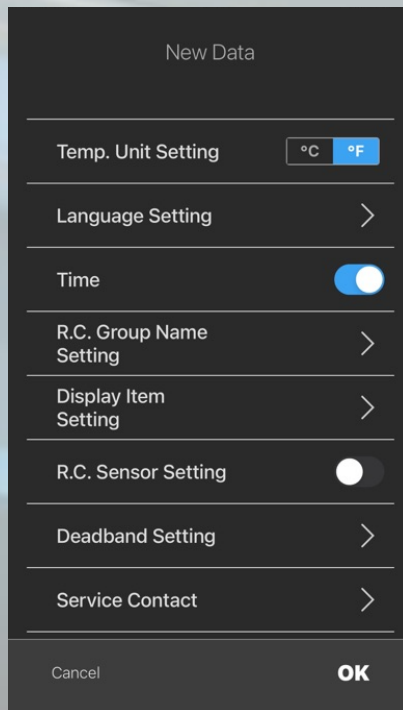 New Data
Temp. Unit Setting
°C °F
Language Setting
Time
R.C. Group Name
Setting
Display Item
Setting
R.C. Sensor Setting
Deadband Setting
Service Contact
Cancel
OK